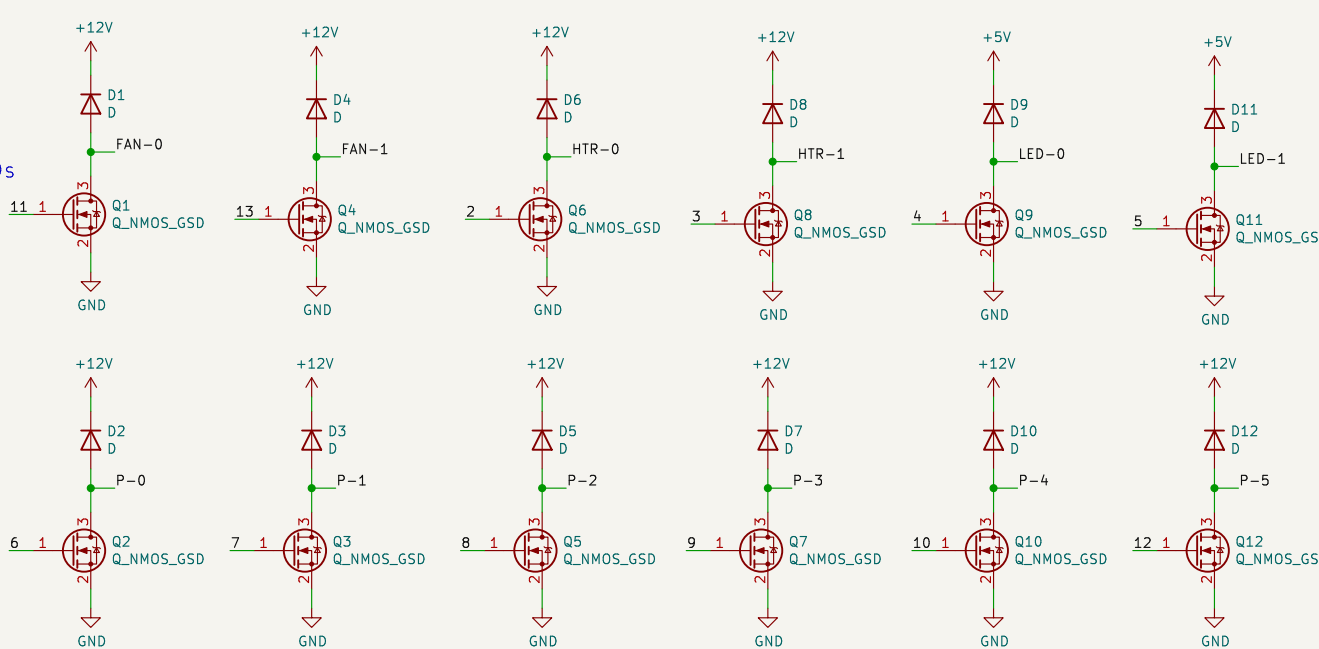 +12V +12V +12V +12V +5V +5V
D1 D4 D6 D8 D9 D11
D D D D D D
FAN-0 FAN-1 HTR-0 HTR-1 LED-0 LED-1
s
3 3 3 3 3 3
11 1 Q1 13 1 Q4 2 1 Q6 3 1 Q8 4 1 Q9 5 1 Q11
Q_NMOS_GSD Q_NMOS_GSD Q_NMOS_GSD Q_NMOS_GSD Q_NMOS_GSD Q_NMOS_GS
2 2 2 2 2 2
GND GND GND GND GND GND
+12V +12V +12V +12V +12V +12V
D2 D3 D5 D7 D10 D12
D D D D D D
P-0 P-1 P-2 P-3 P-4 P-5
3 3 3 3 3 3
6 1 Q2 7 1 Q3 8 1 Q5 9 1 Q7 10 1 Q10 12 1 Q12
Q_NMOS_GSD Q_NMOS_GSD Q_NMOS_GSD Q_NMOS_GSD Q_NMOS_GSD Q_NMOS_GS
2 2 2 2 2 2
GND GND GND GND GND GND